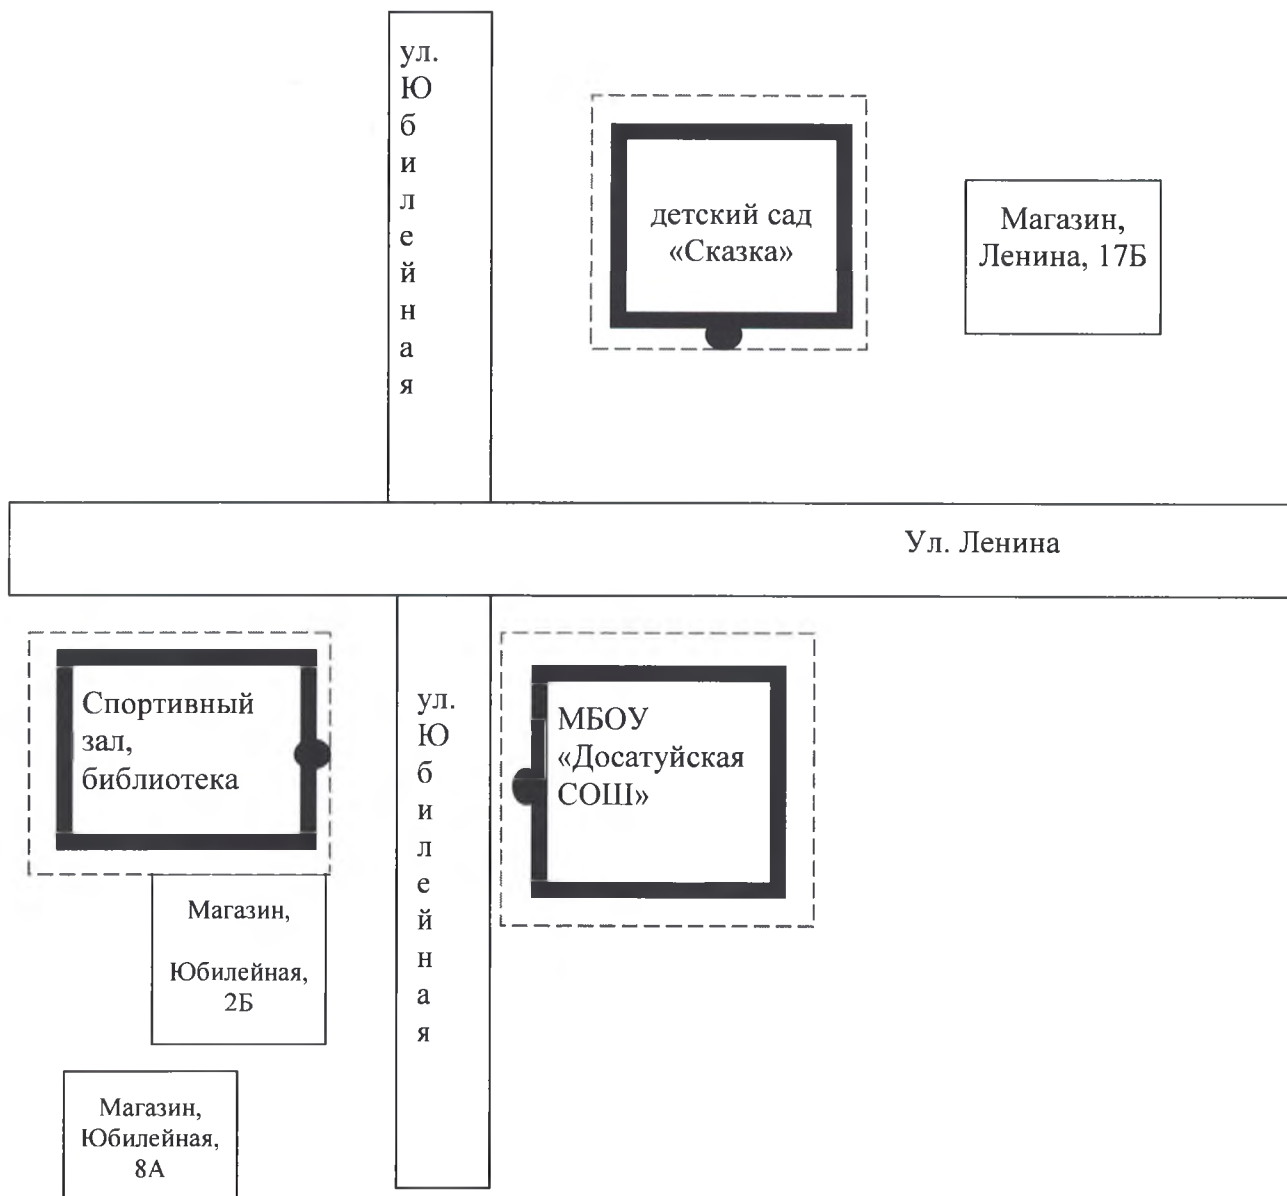 ул.
Ю
б
и
л
е
й
н
а
я
детский сад
«Сказка»
Магазин,
Ленина, 17Б
Ул. Ленина
Спортивный
зал,
библиотека
ул.
Ю
б
и
л
е
й
н
а
я
МБОУ
«Досатуйская
СОШ»
Магазин,
Юбилейная,
2Б
Магазин,
Юбилейная,
8А